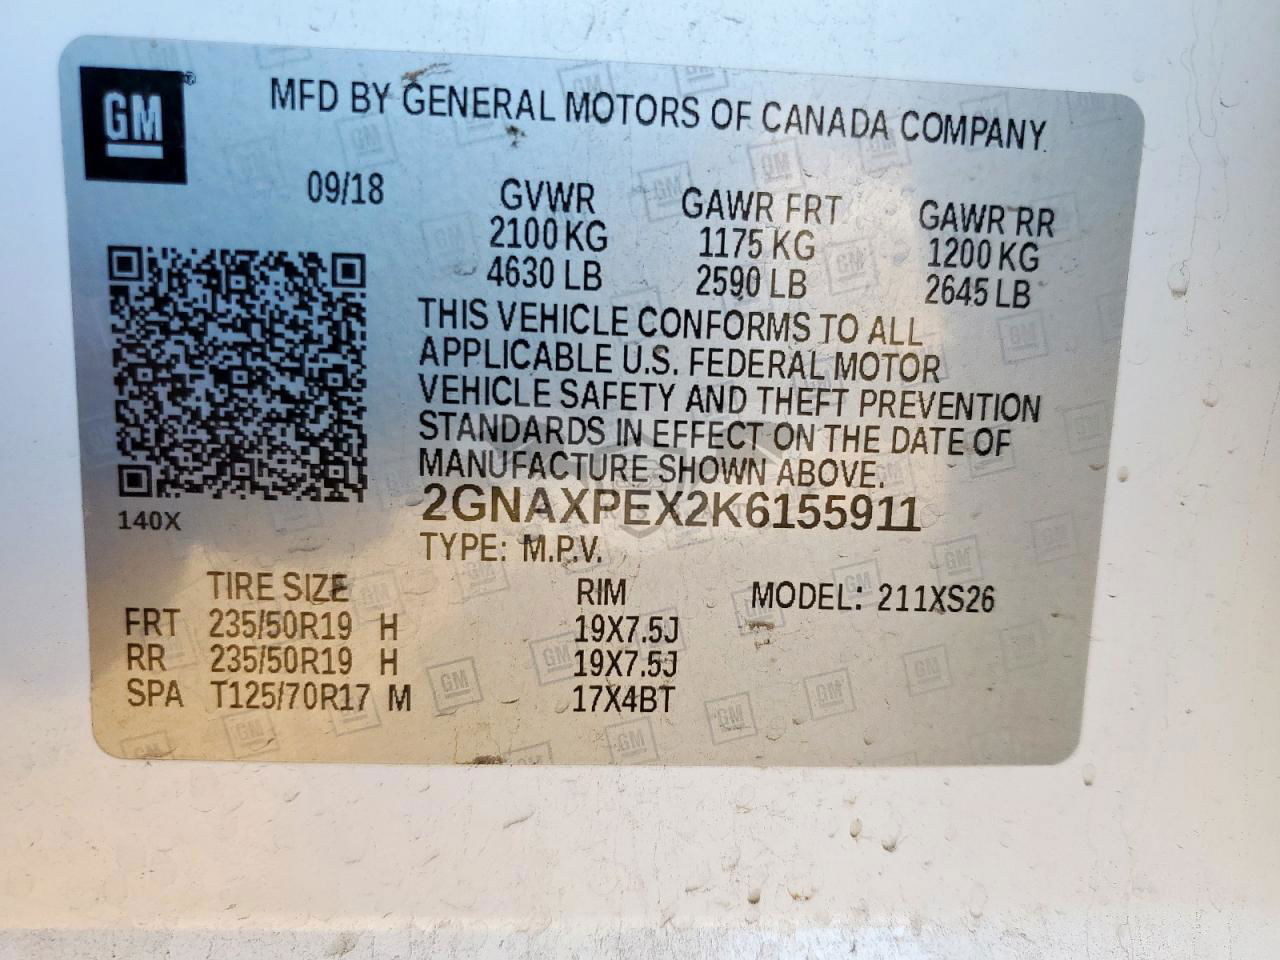 GM
MFD BY GENERAL MOTORS OF CANADA COMPANY
09/18 GVWR GAWR FRT GAWR RR
2100 KG 1175 KG 1200 KG
4630 LB 2590 LB 2645 LB
THIS VEHICLE CONFORMS TO ALL
APPLICABLE U.S. FEDERAL MOTOR
VEHICLE SAFETY AND THEFT PREVENTION
STANDARDS IN EFFECT ON THE DATE OF
MANUFACTURE SHOWN ABOVE.
2GNAXPEX2K6155911
140X
TYPE: M.P.V.
TIRE SIZE RIM MODEL: 211XS26
FRT 235/50R19 H 19X7.5J
RR 235/50R19 H 19X7.5J
SPA T125/70R17 M 17X4BT